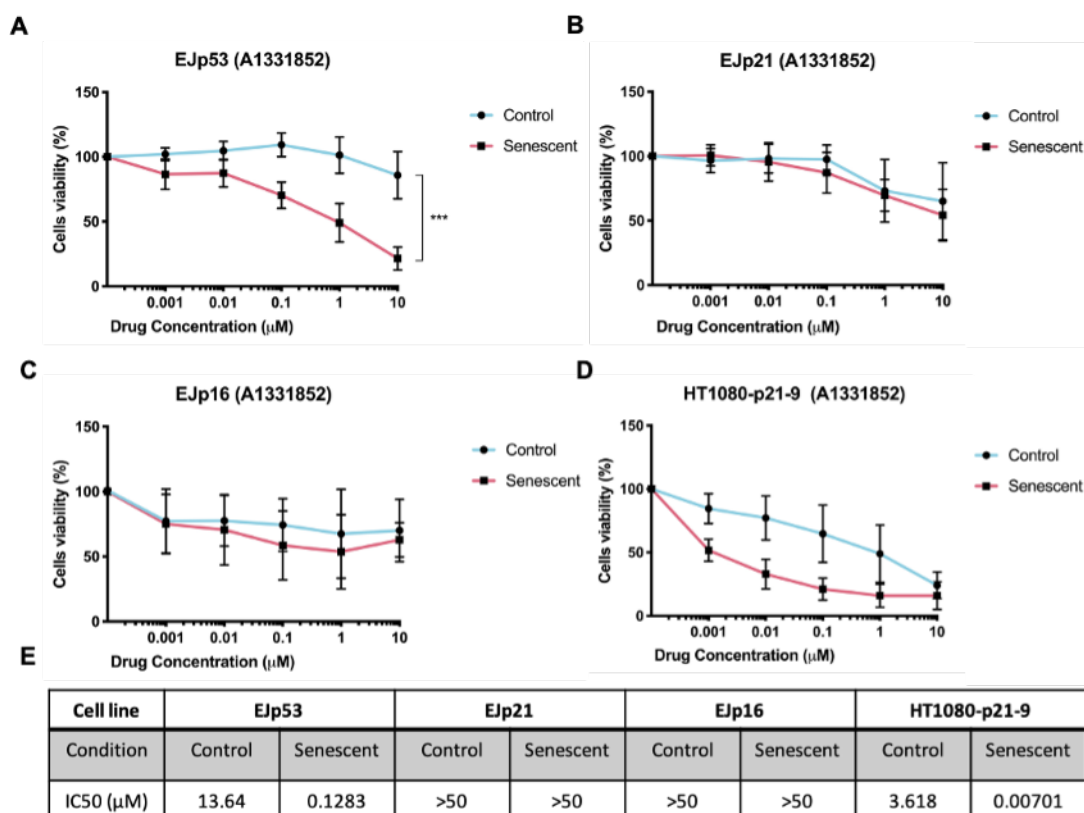 A
EJp53 (A1331852)
150
100
50
0
Cells viability (%)
0.001 0.01 0.1 1 10
Drug Concentration (μM)
Control
Senescent
***
B
EJp21 (A1331852)
150
100
50
0
Cells viability (%)
0.001 0.01 0.1 1 10
Drug Concentration (μM)
Control
Senescent
C
EJp16 (A1331852)
150
100
50
0
Cells viability (%)
0.001 0.01 0.1 1 10
Drug Concentration (μM)
Control
Senescent
D
HT1080-p21-9 (A1331852)
150
100
50
0
Cells viability (%)
0.001 0.01 0.1 1 10
Drug Concentration (μM)
Control
Senescent
E
Cell line EJp53 EJp21 EJp16 HT1080-p21-9
Condition Control Senescent Control Senescent Control Senescent Control Senescent
IC50 (μM) 13.64 0.1283 >50 >50 >50 >50 3.618 0.00701